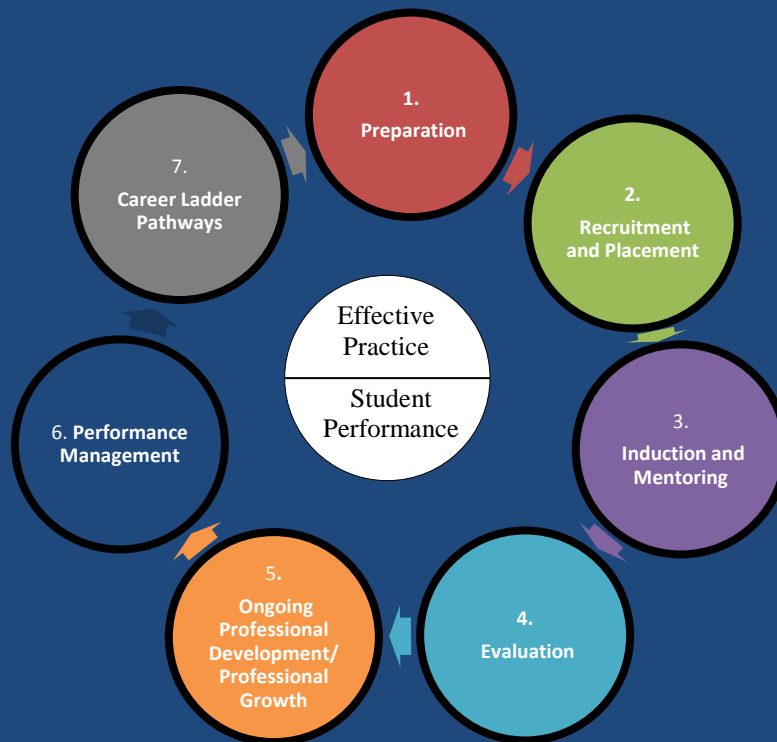 1.
Preparation
2.
Recruitment
and Placement
3.
Induction and
Mentoring
4.
Evaluation
5.
Ongoing
Professional
Development/
Professional
Growth
6. Performance
Management
7.
Career Ladder
Pathways
Effective
Practice
Student
Performance